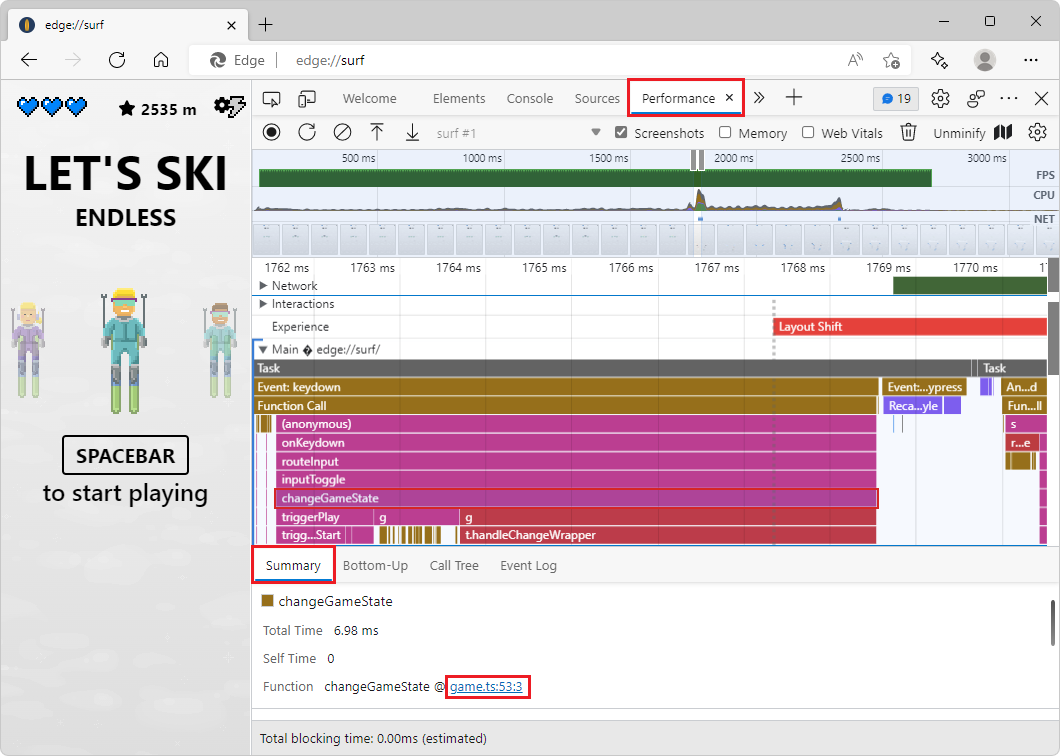 edge://surf
Edge edge://surf
2535 m
LET'S SKI
ENDLESS
SPACEBAR
to start playing
Welcome Elements Console Sources Performance 19
surf #1 Screenshots Memory Web Vitals Unminify
500 ms 1000 ms 1500 ms 2000 ms 2500 ms 3000 ms
FPS
CPU
NET
1762 ms 1763 ms 1764 ms 1765 ms 1766 ms 1767 ms 1768 ms 1769 ms 1770 ms
Network
Interactions
Experience Layout Shift
Main � edge://surf/
Task Task
Event: keydown Event:...ypress An...d
Function Call Reca...yle Fun...ll
(anonymous) s
onKeydown r...e
routeInput
inputToggle
changeGameState
triggerPlay g g
trigg...Start t.handleChangeWrapper
Summary Bottom-Up Call Tree Event Log
changeGameState
Total Time 6.98 ms
Self Time 0
Function changeGameState @ game.ts:53:3
Total blocking time: 0.00ms (estimated)